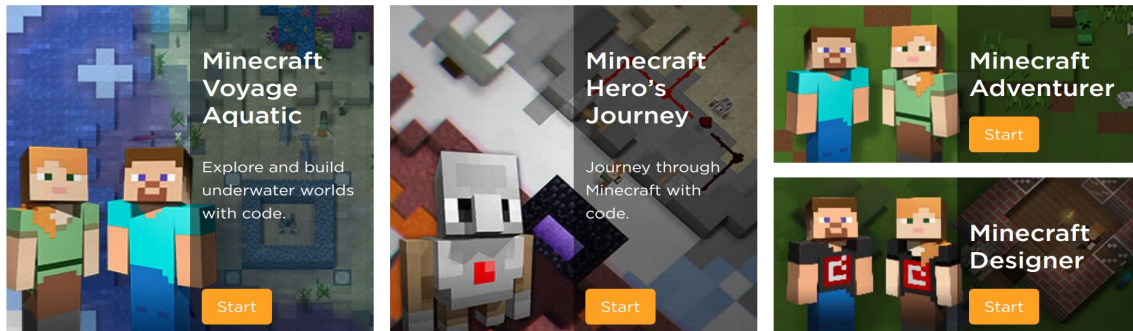 Minecraft
Voyage
Aquatic
Explore and build
underwater worlds
with code.
Start
Minecraft
Hero's
Journey
Journey through
Minecraft with
code.
Start
Minecraft
Adventurer
Start
Minecraft
Designer
Start